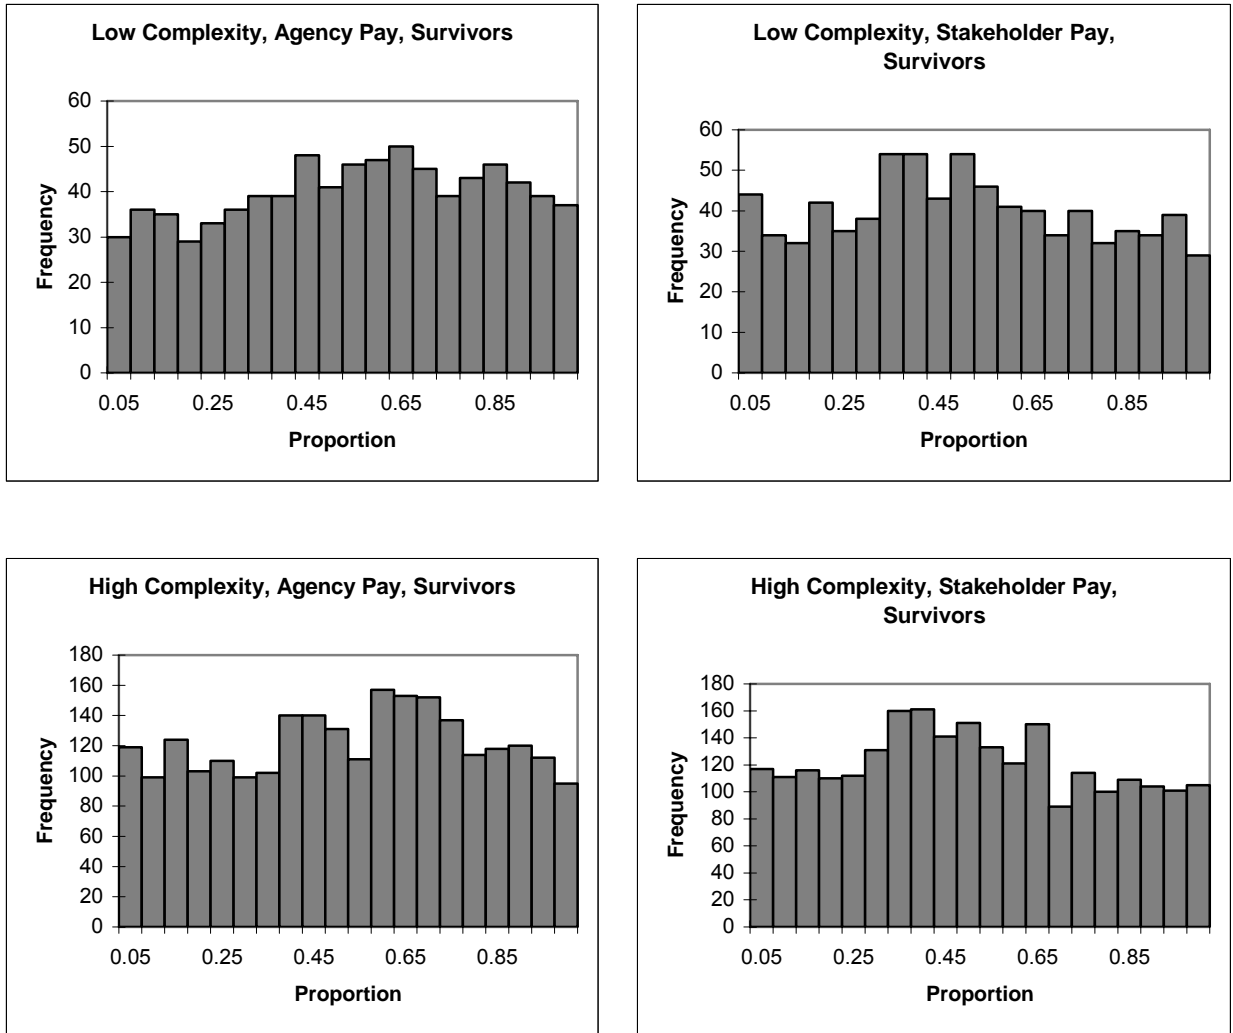 Low Complexity, Agency Pay, Survivors
60
50
40
30
20
10
0
Frequency
0.05 0.25 0.45 0.65 0.85
Proportion
Low Complexity, Stakeholder Pay,
Survivors
60
50
40
30
20
10
0
Frequency
0.05 0.25 0.45 0.65 0.85
Proportion
High Complexity, Agency Pay, Survivors
180
160
140
120
100
80
60
40
20
0
Frequency
0.05 0.25 0.45 0.65 0.85
Proportion
High Complexity, Stakeholder Pay,
Survivors
180
160
140
120
100
80
60
40
20
0
Frequency
0.05 0.25 0.45 0.65 0.85
Proportion